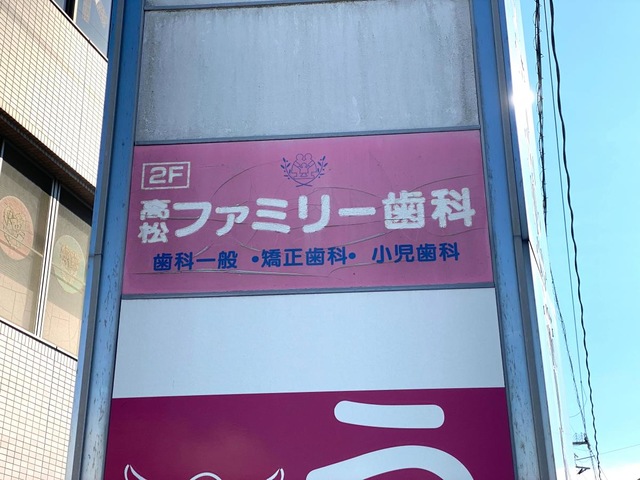 2F
高松ファミリー歯科
歯科一般 •矯正歯科• 小児歯科